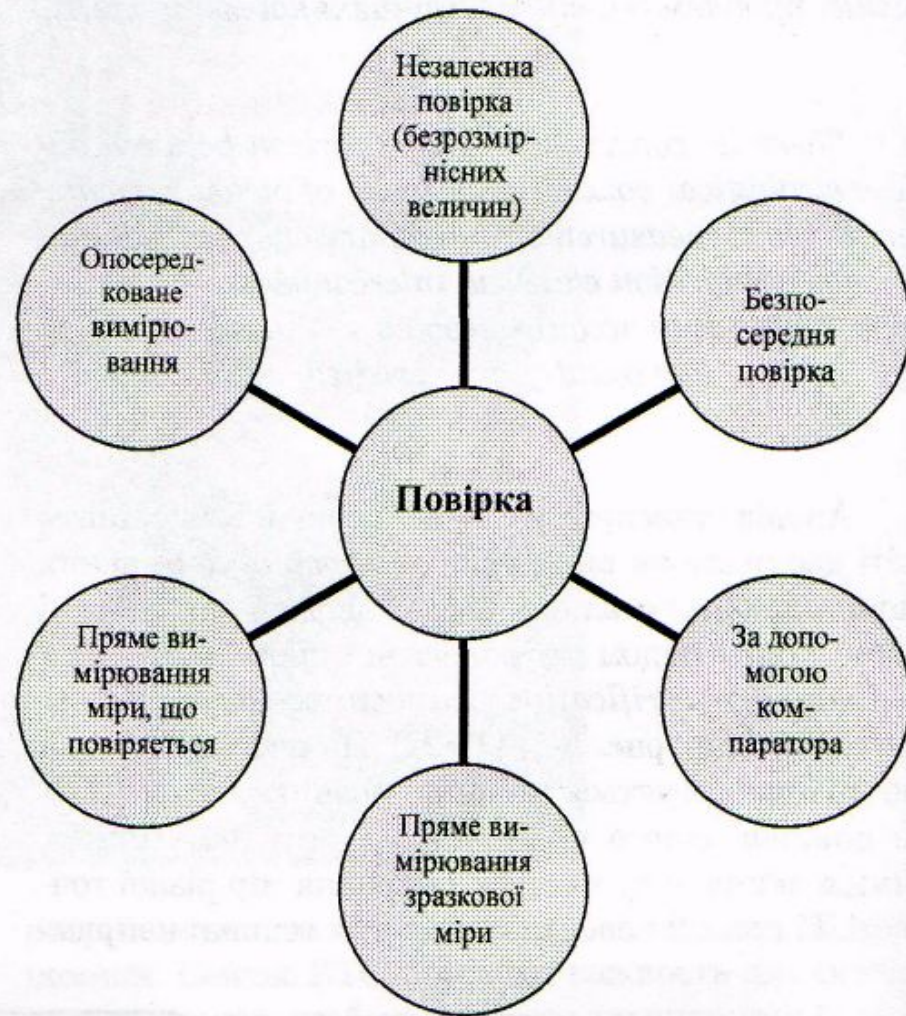 Незалежна
повірка
(безрозмір-
нісних
величин)
Опосеред-
коване
вимірю-
вання
Безпо-
середня
повірка
Повірка
Пряме ви-
мірювання
міри, що
повіряеться
За допо-
могою
ком-
паратора
Пряме ви-
мірювання
зразкової
міри